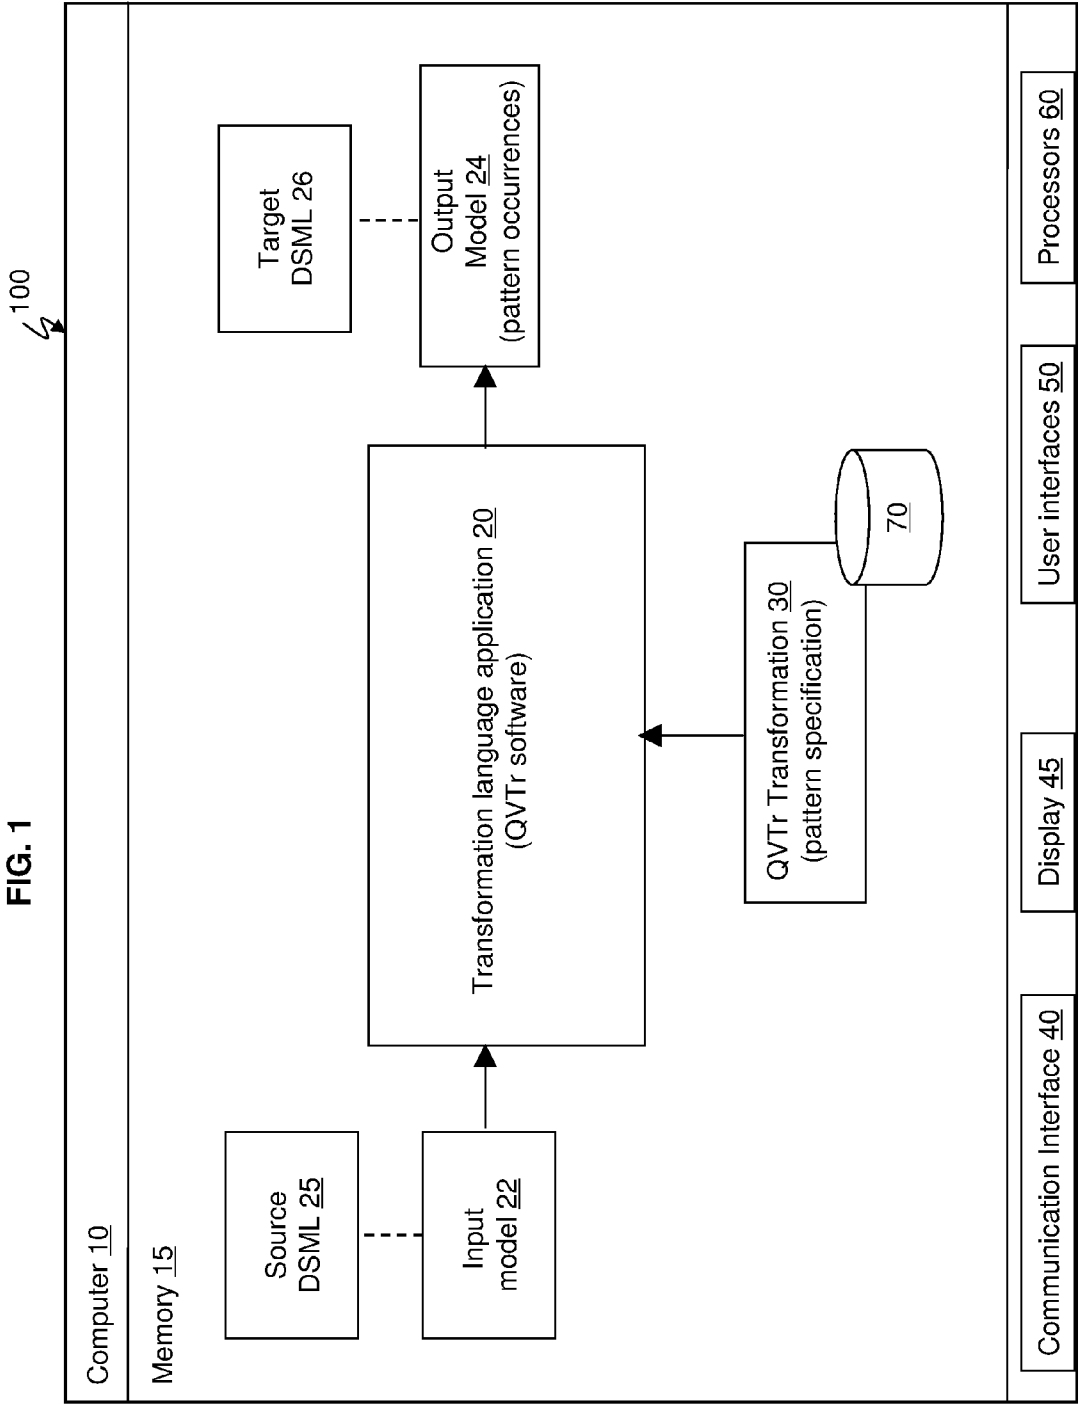 FIG. 1
100
Computer 10
Memory 15
Source
DSML 25
Target
DSML 26
Input
model 22
Transformation language application 20
(QVTr software)
Output
Model 24
(pattern occurrences)
QVTr Transformation 30
(pattern specification)
70
Communication Interface 40
Display 45
User interfaces 50
Processors 60